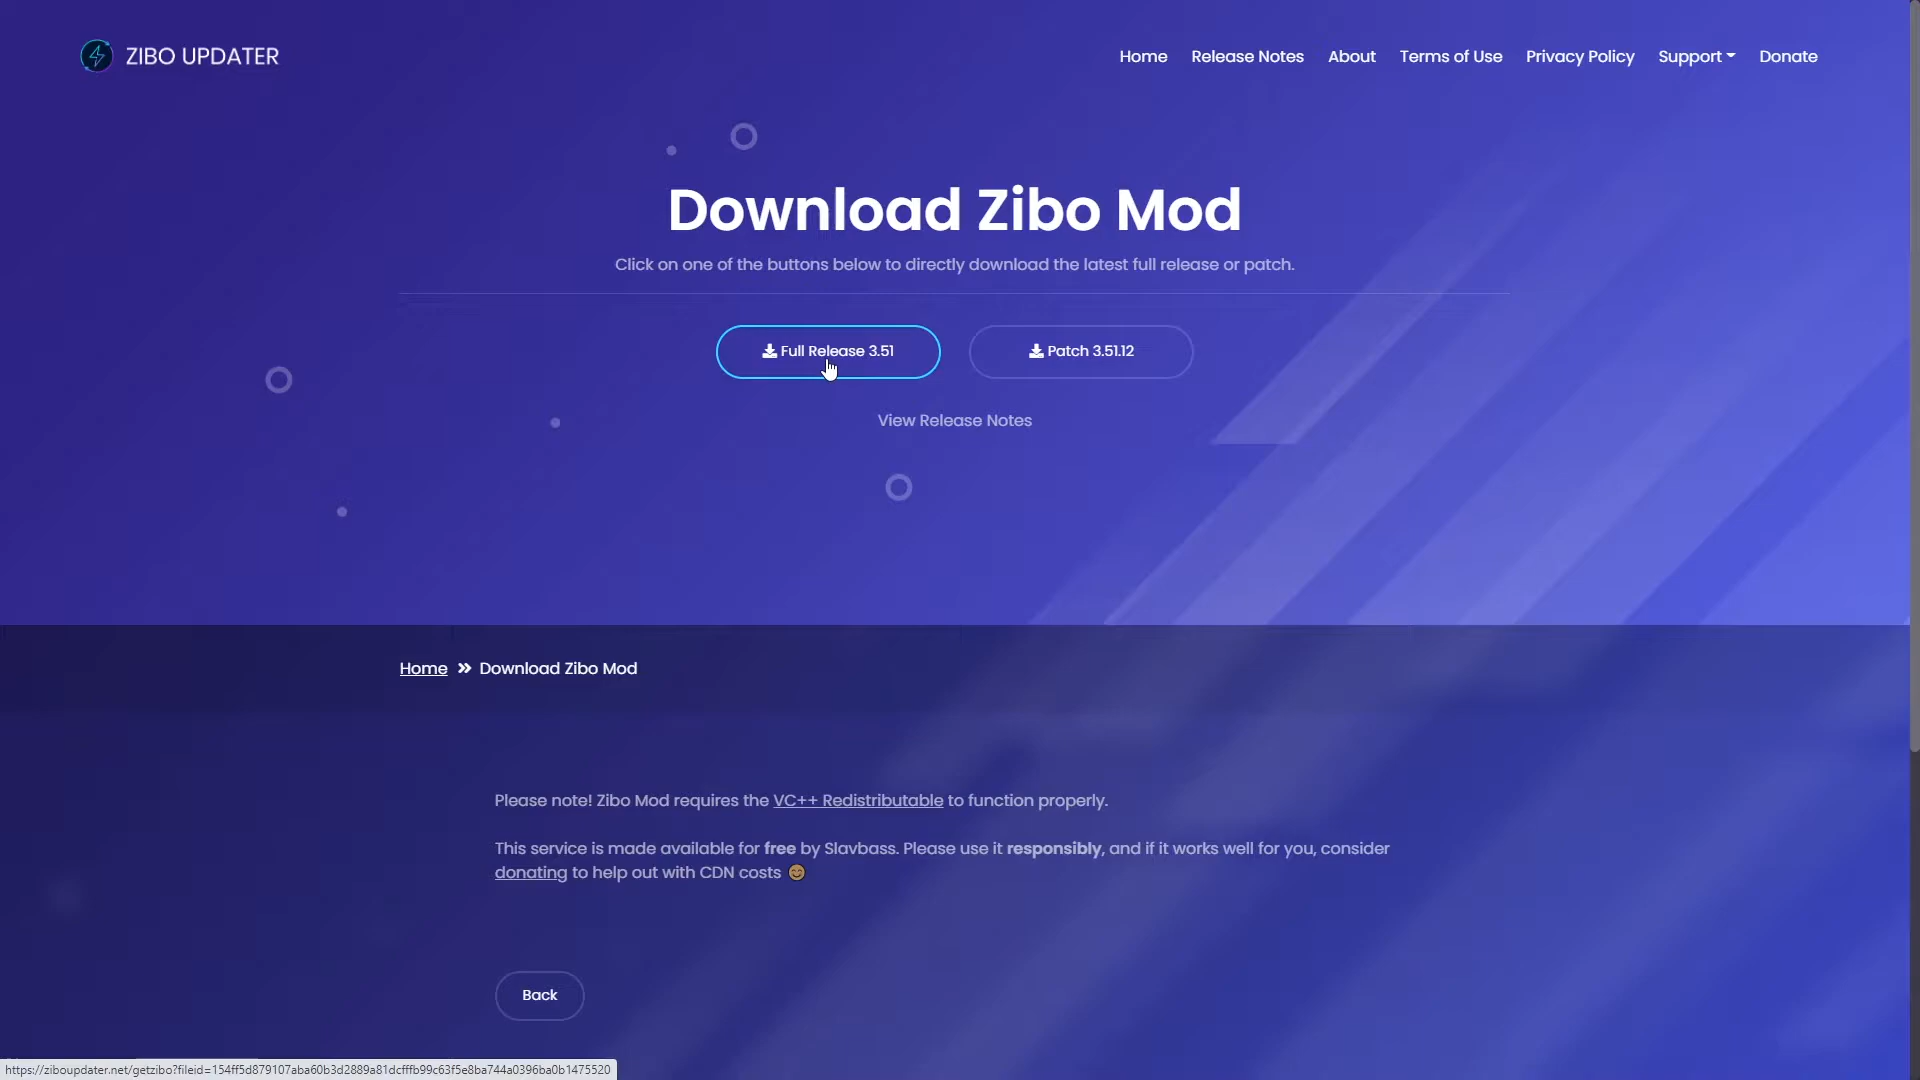 ZIBO UPDATER
Home Release Notes About Terms of Use Privacy Policy Support Donate
Download Zibo Mod
Click on one of the buttons below to directly download the latest full release or patch.
Full Release 3.51
Patch 3.51.12
View Release Notes
Home » Download Zibo Mod
Please note! Zibo Mod requires the VC++ Redistributable to function properly.
This service is made available for free by Slavbass. Please use it responsibly, and if it works well for you, consider
donating to help out with CDN costs 😊
Back
https://ziboupdater.net/getzibo?fileid=154ff5d879107aba60b3d2889a81dcfffb99c63f5e8ba744a0396ba0b1475520